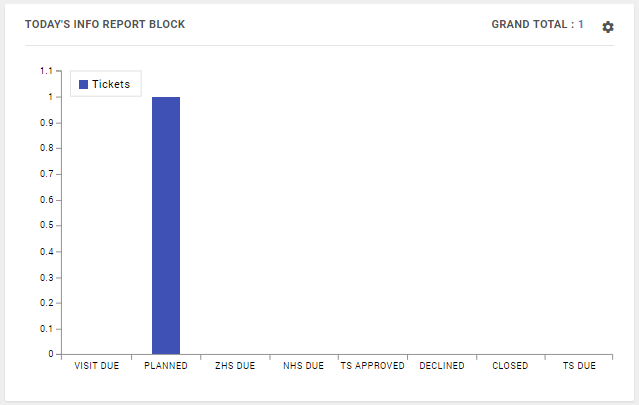 TODAY'S INFO REPORT BLOCK
GRAND TOTAL : 1
Tickets
1.1
1
0.9
0.8
0.7
0.6
0.5
0.4
0.3
0.2
0.1
0
VISIT DUE
PLANNED
ZHS DUE
NHS DUE
TS APPROVED
DECLINED
CLOSED
TS DUE